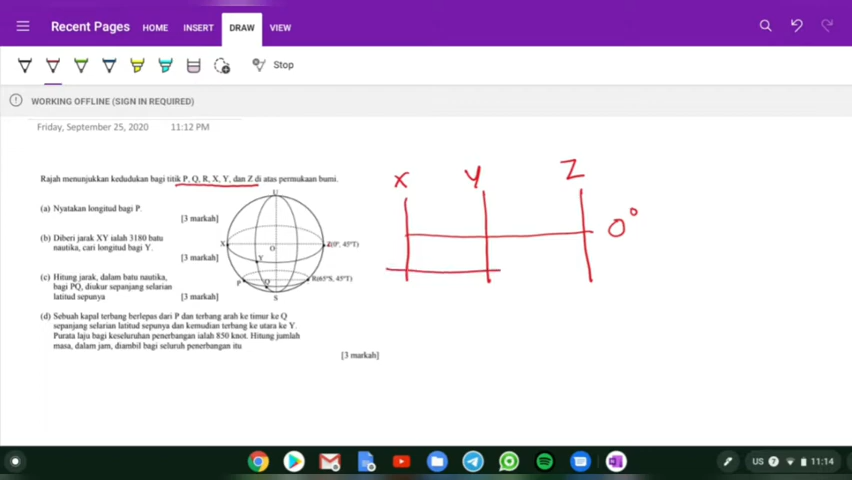 Recent Pages HOME INSERT DRAW VIEW
Stop
WORKING OFFLINE (SIGN IN REQUIRED)
Friday, September 25, 2020 11:12 PM
Rajah menunjukkan kedudukan bagi titik P, Q, R, X, Y, dan Z di atas permukaan bumi.
(a) Nyatakan longitud bagi P.
[3 markah]
(b) Diberi jarak XY ialah 3180 batu
nautika, cari longitud bagi Y.
[3 markah]
(c) Hitung jarak, dalam batu nautika,
bagi PQ, diukur sepanjang selarian
latitud sepunya
[3 markah]
U
X
O
Z(0°, 45°T)
Y
P
Q
R(65°S, 45°T)
S
(d) Sebuah kapal terbang berlepas dari P dan terbang arah ke timur ke Q
sepanjang selarian latitud sepunya dan kemudian terbang ke utara ke Y.
Purata laju bagi keseluruhan penerbangan ialah 850 knot. Hitung jumlah
masa, dalam jam, diambil bagi seluruh penerbangan itu
[3 markah]
X Y Z
0°
US 11:14